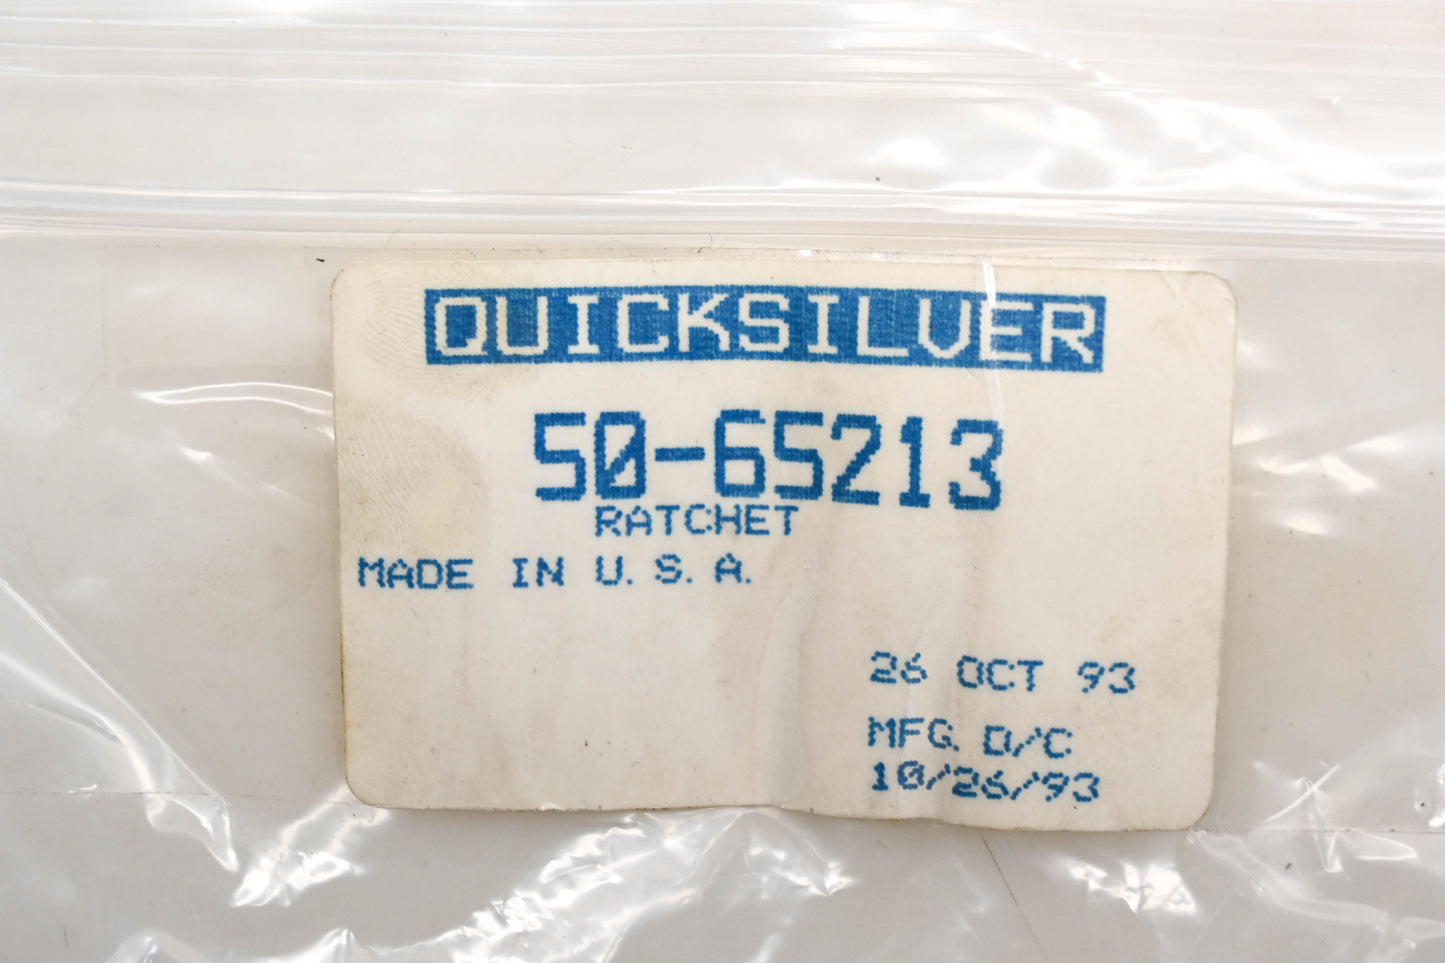 QUICKSILVER
50-65213
RATCHET
MADE IN U.S.A.
26 OCT 93
MFG. D/C
10/26/93